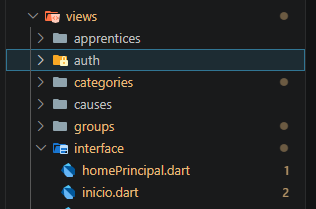 views
apprentices
auth
categories
causes
groups
interface
homePrincipal.dart 1
inicio.dart 2